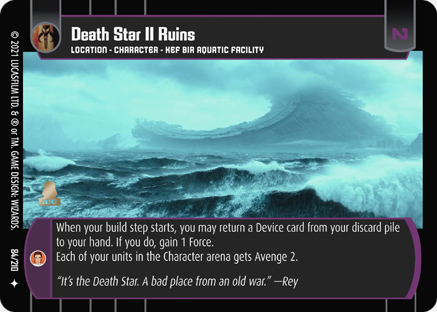 Death Star II Ruins
LOCATION - CHARACTER - KEF BIR AQUATIC FACILITY
2
When your build step starts, you may return a Device card from your discard pile
to your hand. If you do, gain 1 Force.
Each of your units in the Character arena gets Avenge 2.
“It’s the Death Star. A bad place from an old war.” —Rey
© 2021 LUCASFILM LTD. & ® or TM. GAME DESIGN: WIZARDS.
84/210